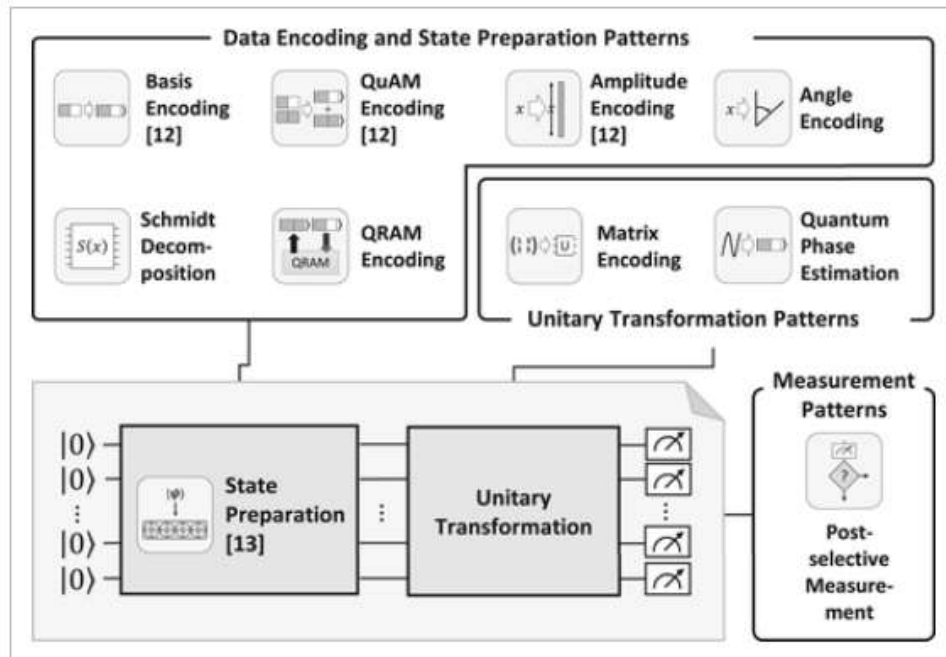 Data Encoding and State Preparation Patterns
Basis
Encoding
[12]
QuAM
Encoding
[12]
x
x
Amplitude
Encoding
[12]
x
Angle
Encoding
S(x)
Schmidt
Decom-
position
QRAM
QRAM
Encoding
U
Matrix
Encoding
Quantum
Phase
Estimation
Unitary Transformation Patterns
Measurement
Patterns
?
Post-
selective
Measure-
ment
|0⟩
|0⟩
⋮
|0⟩
|0⟩
|ψ⟩
State
Preparation
[13]
⋮
Unitary
Transformation
⋮